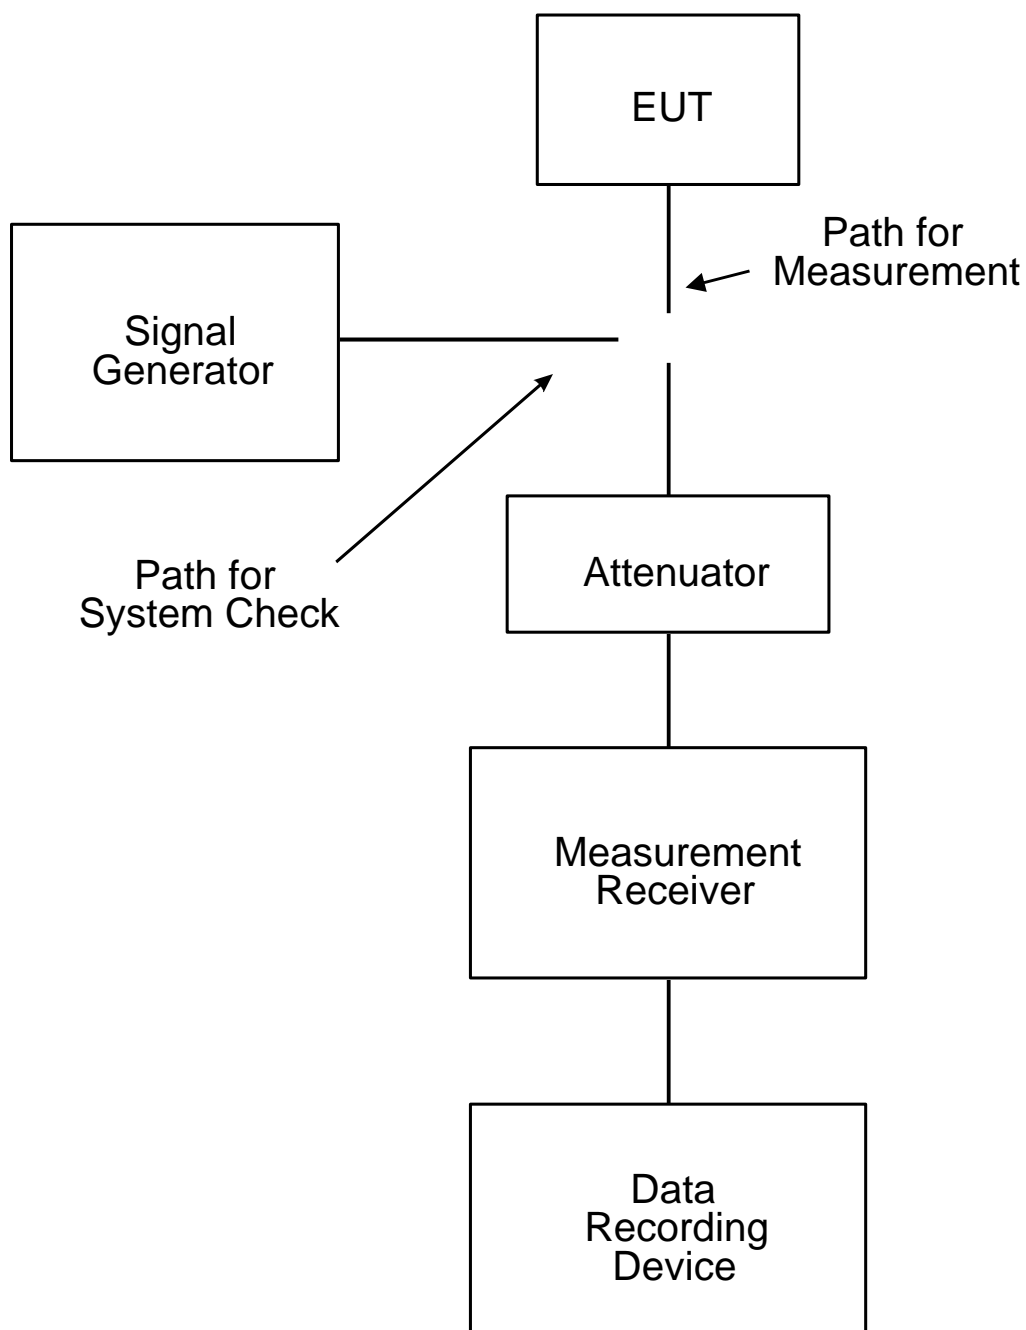 EUT
Path for
Measurement
Signal
Generator
Path for
System Check
Attenuator
Measurement
Receiver
Data
Recording
Device